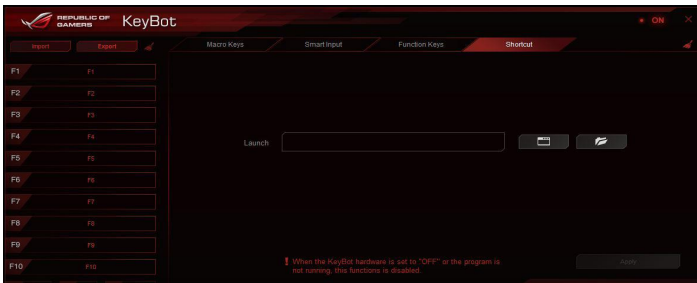 REPUBLIC OF
GAMERS
KeyBot
ON
Import
Export
Macro Keys
Smart Input
Function Keys
Shortcut
F1 F1
F2 F2
F3 F3
F4 F4
F5 F5
F6 F6
F7 F7
F8 F8
F9 F9
F10 F10
Launch
! When the KeyBot hardware is set to "OFF" or the program is
not running, this functions is disabled.
Apply